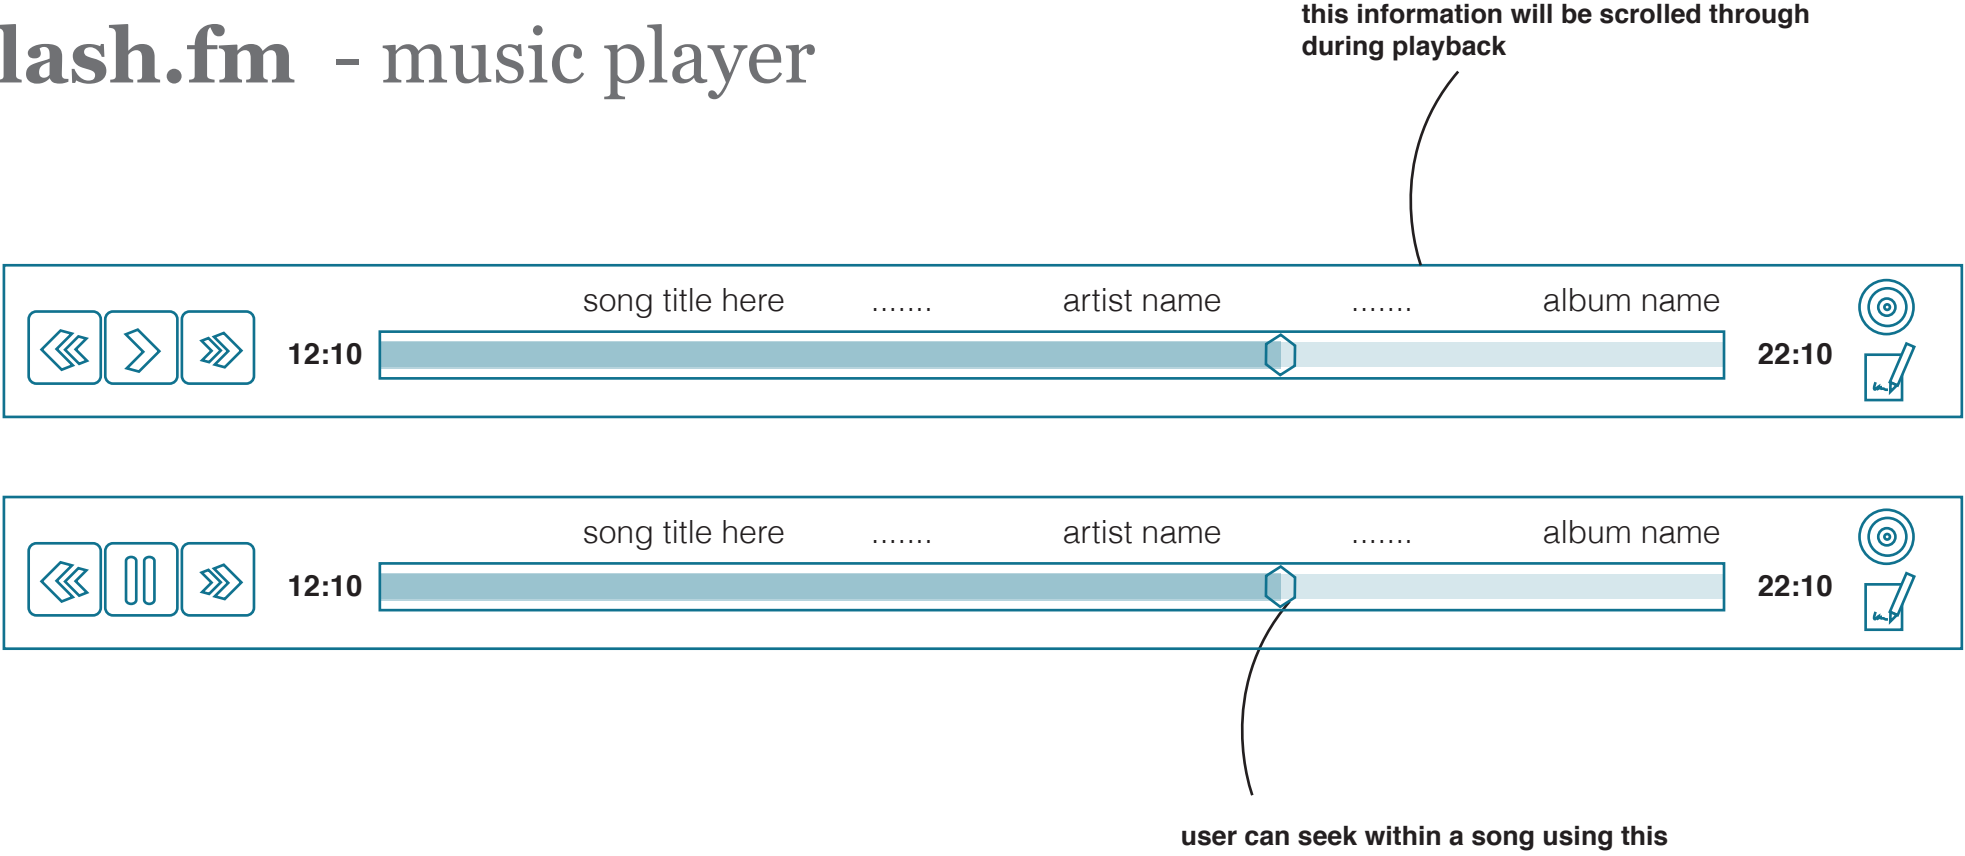 lash.fm - music player
this information will be scrolled through
during playback
song title here ....... artist name ....... album name
12:10 22:10
song title here ....... artist name ....... album name
12:10 22:10
user can seek within a song using this